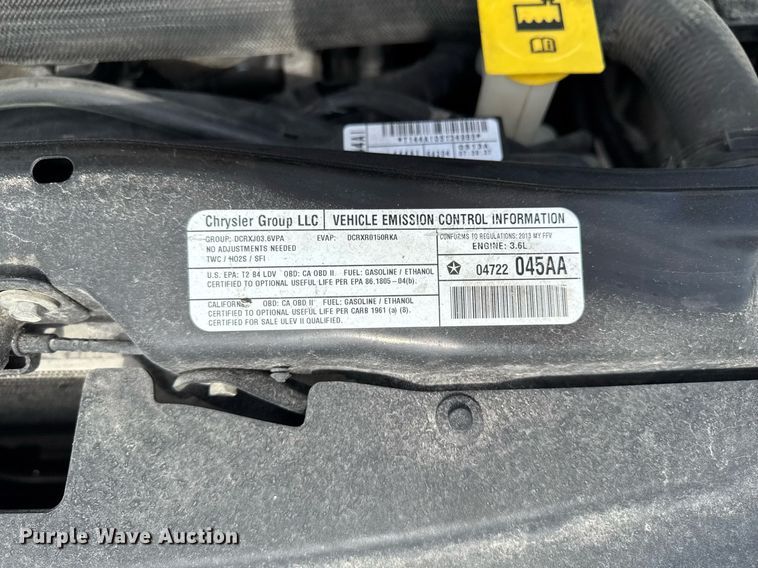 Chrysler Group LLC VEHICLE EMISSION CONTROL INFORMATION
GROUP: DCRXJ03.6VPA EVAP: DCRXR0150RKA
NO ADJUSTMENTS NEEDED
TWC / HO2S / SFI
CONFORMS TO REGULATIONS: 2013 MY FFV
ENGINE: 3.6L
U.S. EPA: T2 B4 LDV OBD: CA OBD II FUEL: GASOLINE / ETHANOL
CERTIFIED TO OPTIONAL USEFUL LIFE PER EPA 86.1805-04(b).
04722 045AA
CALIFORNIA: OBD: CA OBD II FUEL: GASOLINE / ETHANOL
CERTIFIED TO OPTIONAL USEFUL LIFE PER CARB 1961 (a) (8).
CERTIFIED FOR SALE ULEV II QUALIFIED.
Purple Wave Auction